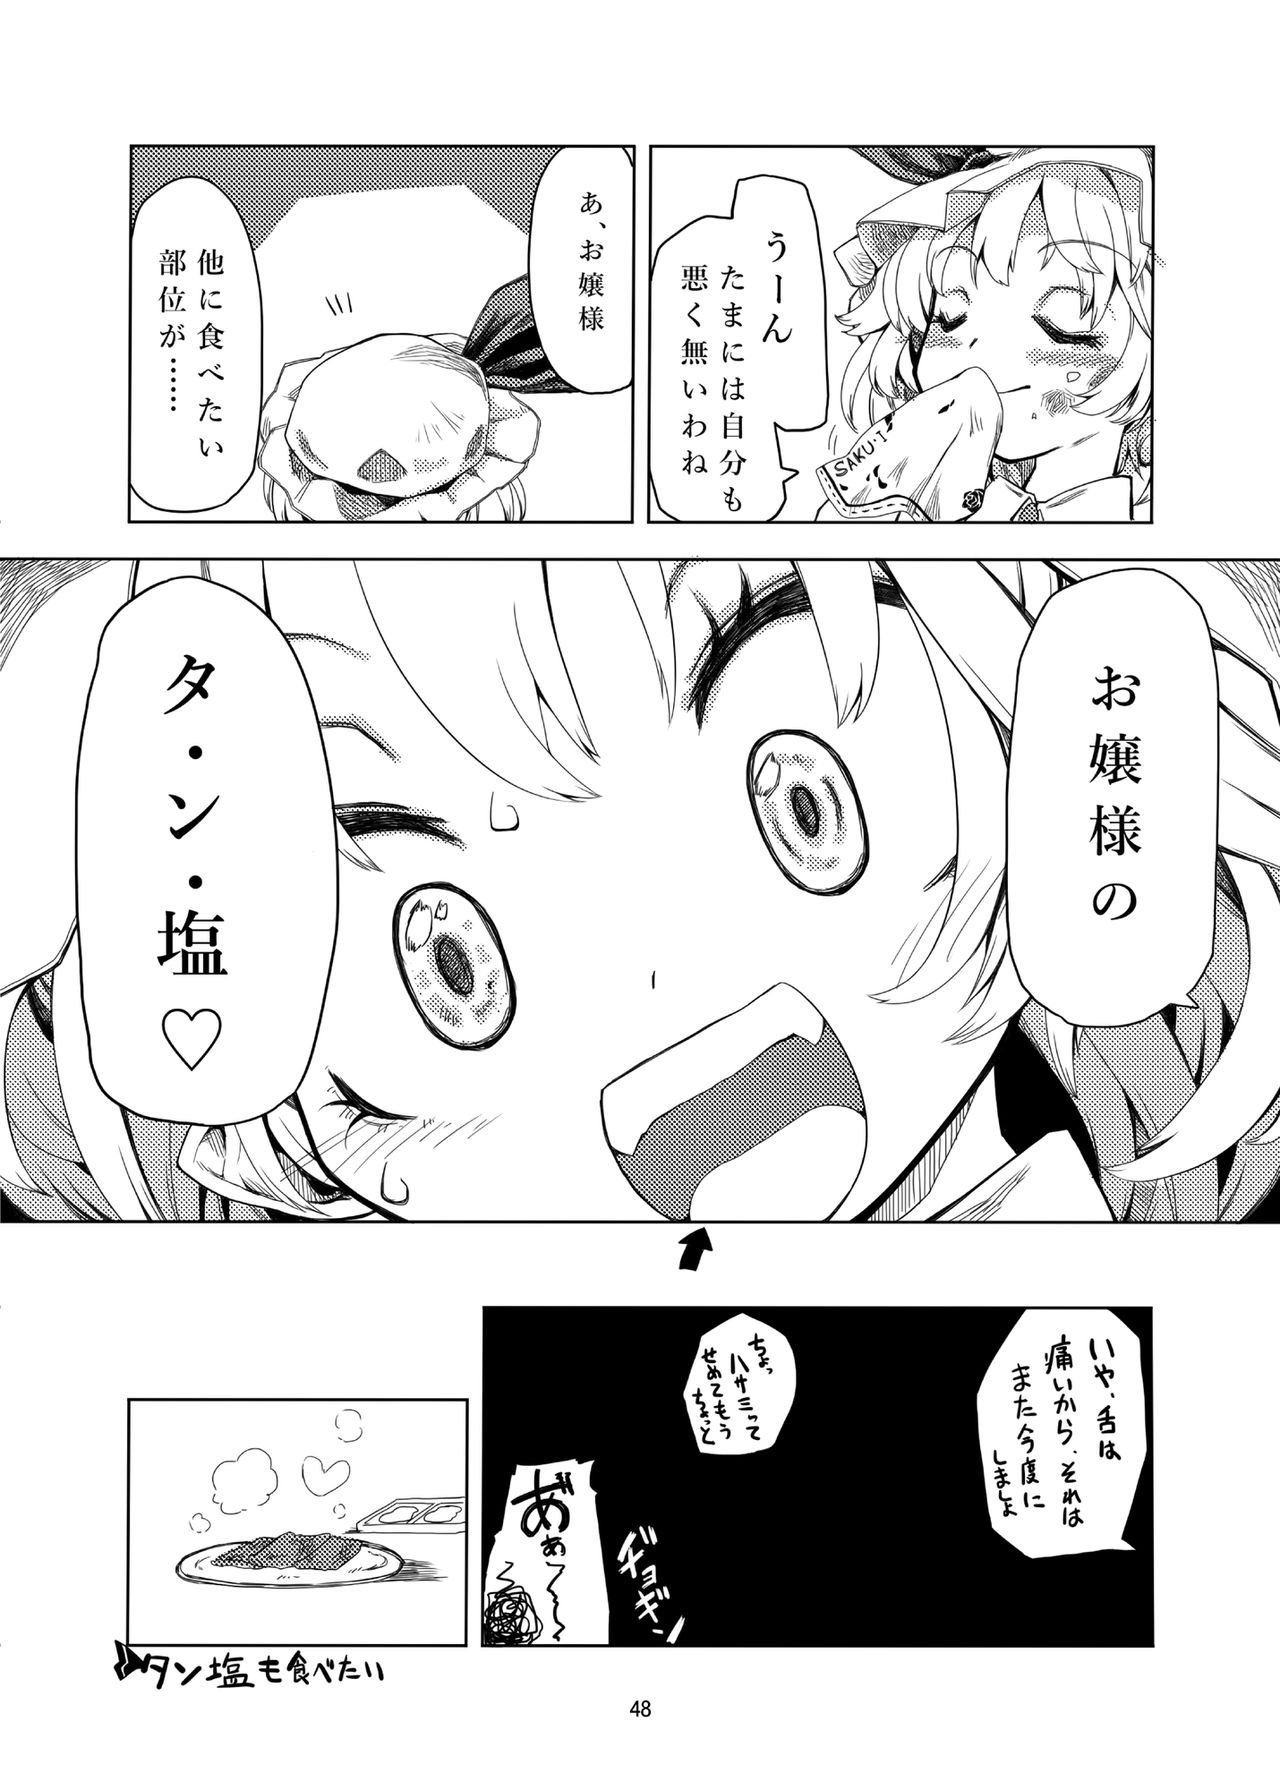 うーん
たまには自分も
悪く無いわね
SAKU·T
あ、お嬢様
他に食べたい
部位が……
お嬢様の
タ・ン・塩♡
いや、舌は
痛いから、それは
また今度に
しましょ
ちょっ
ハサミって
せめてもう
ちょっと
ギョギン
あ゛あぁ～～
タン塩も食べたい
48